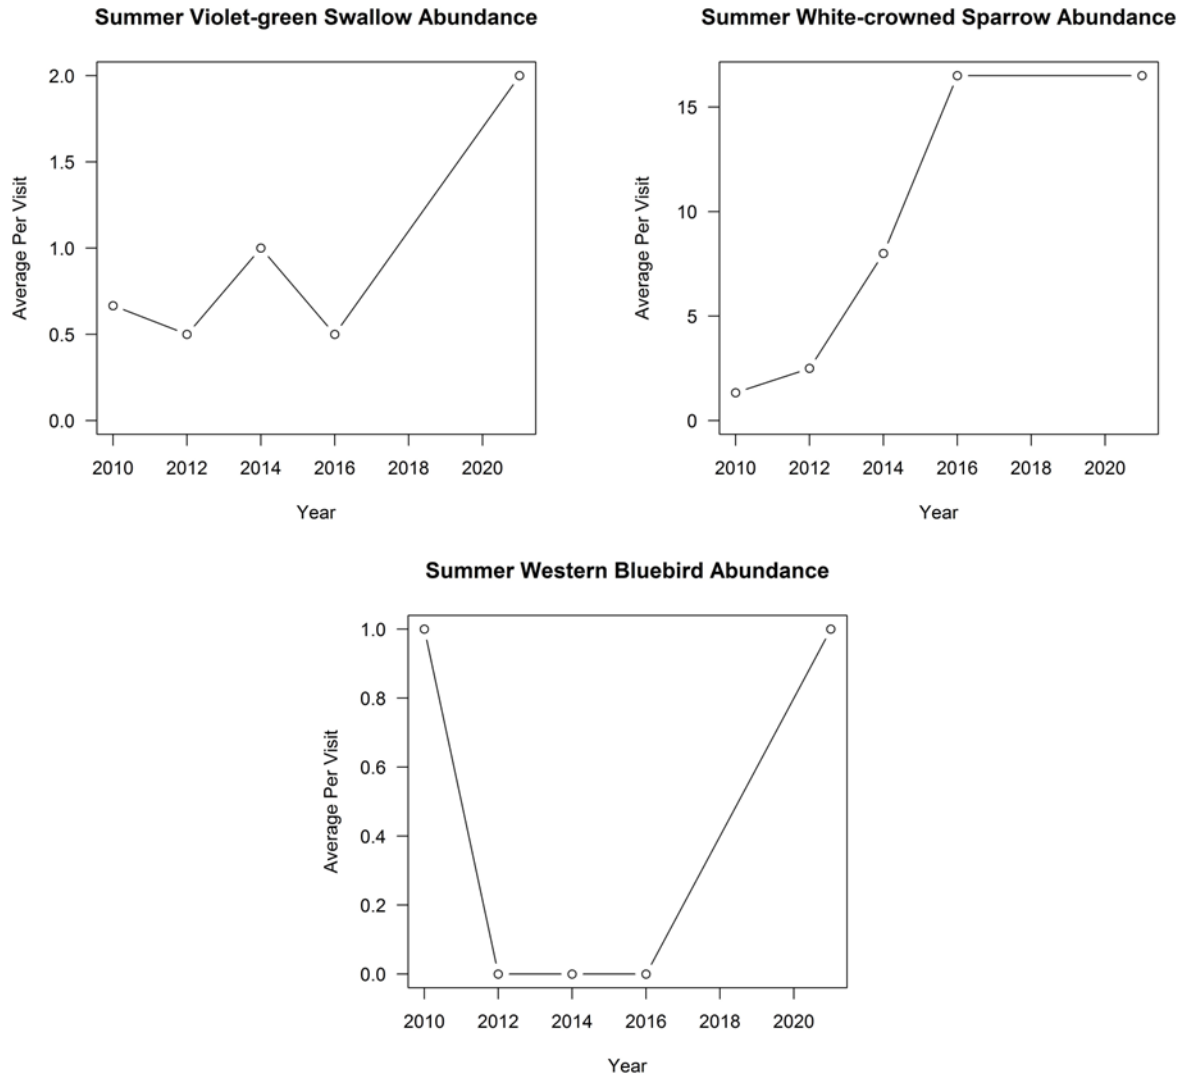 Summer Violet-green Swallow Abundance
2.0
1.5
1.0
0.5
0.0
Average Per Visit
2010 2012 2014 2016 2018 2020
Year
Summer White-crowned Sparrow Abundance
15
10
5
0
Average Per Visit
2010 2012 2014 2016 2018 2020
Year
Summer Western Bluebird Abundance
1.0
0.8
0.6
0.4
0.2
0.0
Average Per Visit
2010 2012 2014 2016 2018 2020
Year